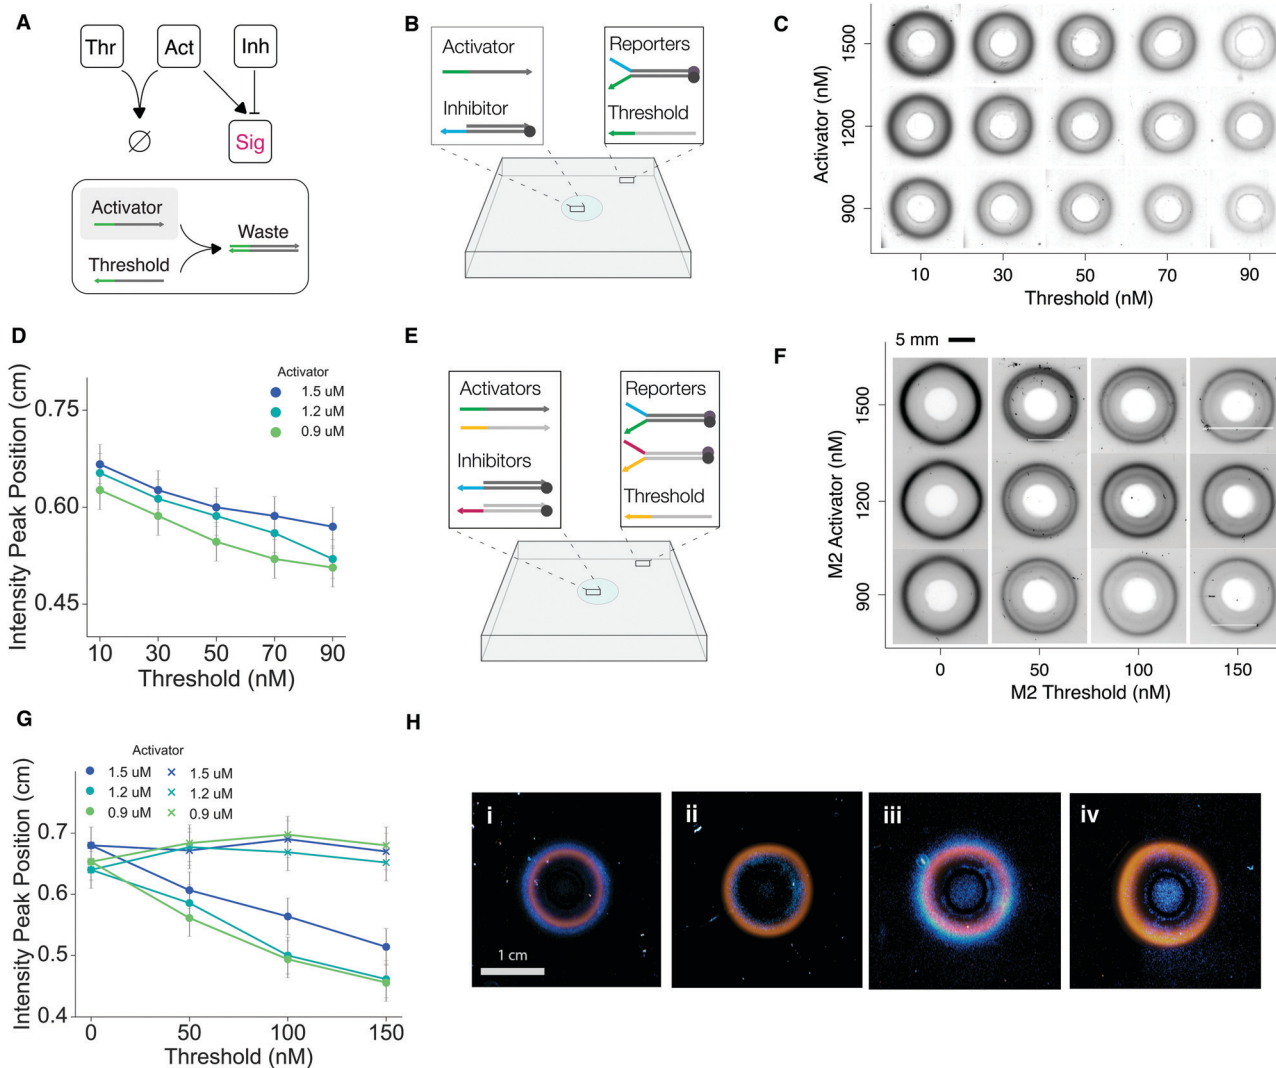 A
Thr
Act
Inh
∅
Sig
Activator
Threshold
Waste
B
Activator
Inhibitor
Reporters
Threshold
C
Activator (nM)
1500
1200
900
10
30
50
70
90
Threshold (nM)
D
Intensity Peak Position (cm)
0.75
0.60
0.45
Activator
1.5 uM
1.2 uM
0.9 uM
10
30
50
70
90
Threshold (nM)
E
Activators
Inhibitors
Reporters
Threshold
5 mm
F
M2 Activator (nM)
1500
1200
900
0
50
100
150
M2 Threshold (nM)
G
Intensity Peak Position (cm)
0.7
0.6
0.5
0.4
Activator
1.5 uM
1.5 uM
1.2 uM
1.2 uM
0.9 uM
0.9 uM
0
50
100
150
Threshold (nM)
H
i
ii
iii
iv
1 cm